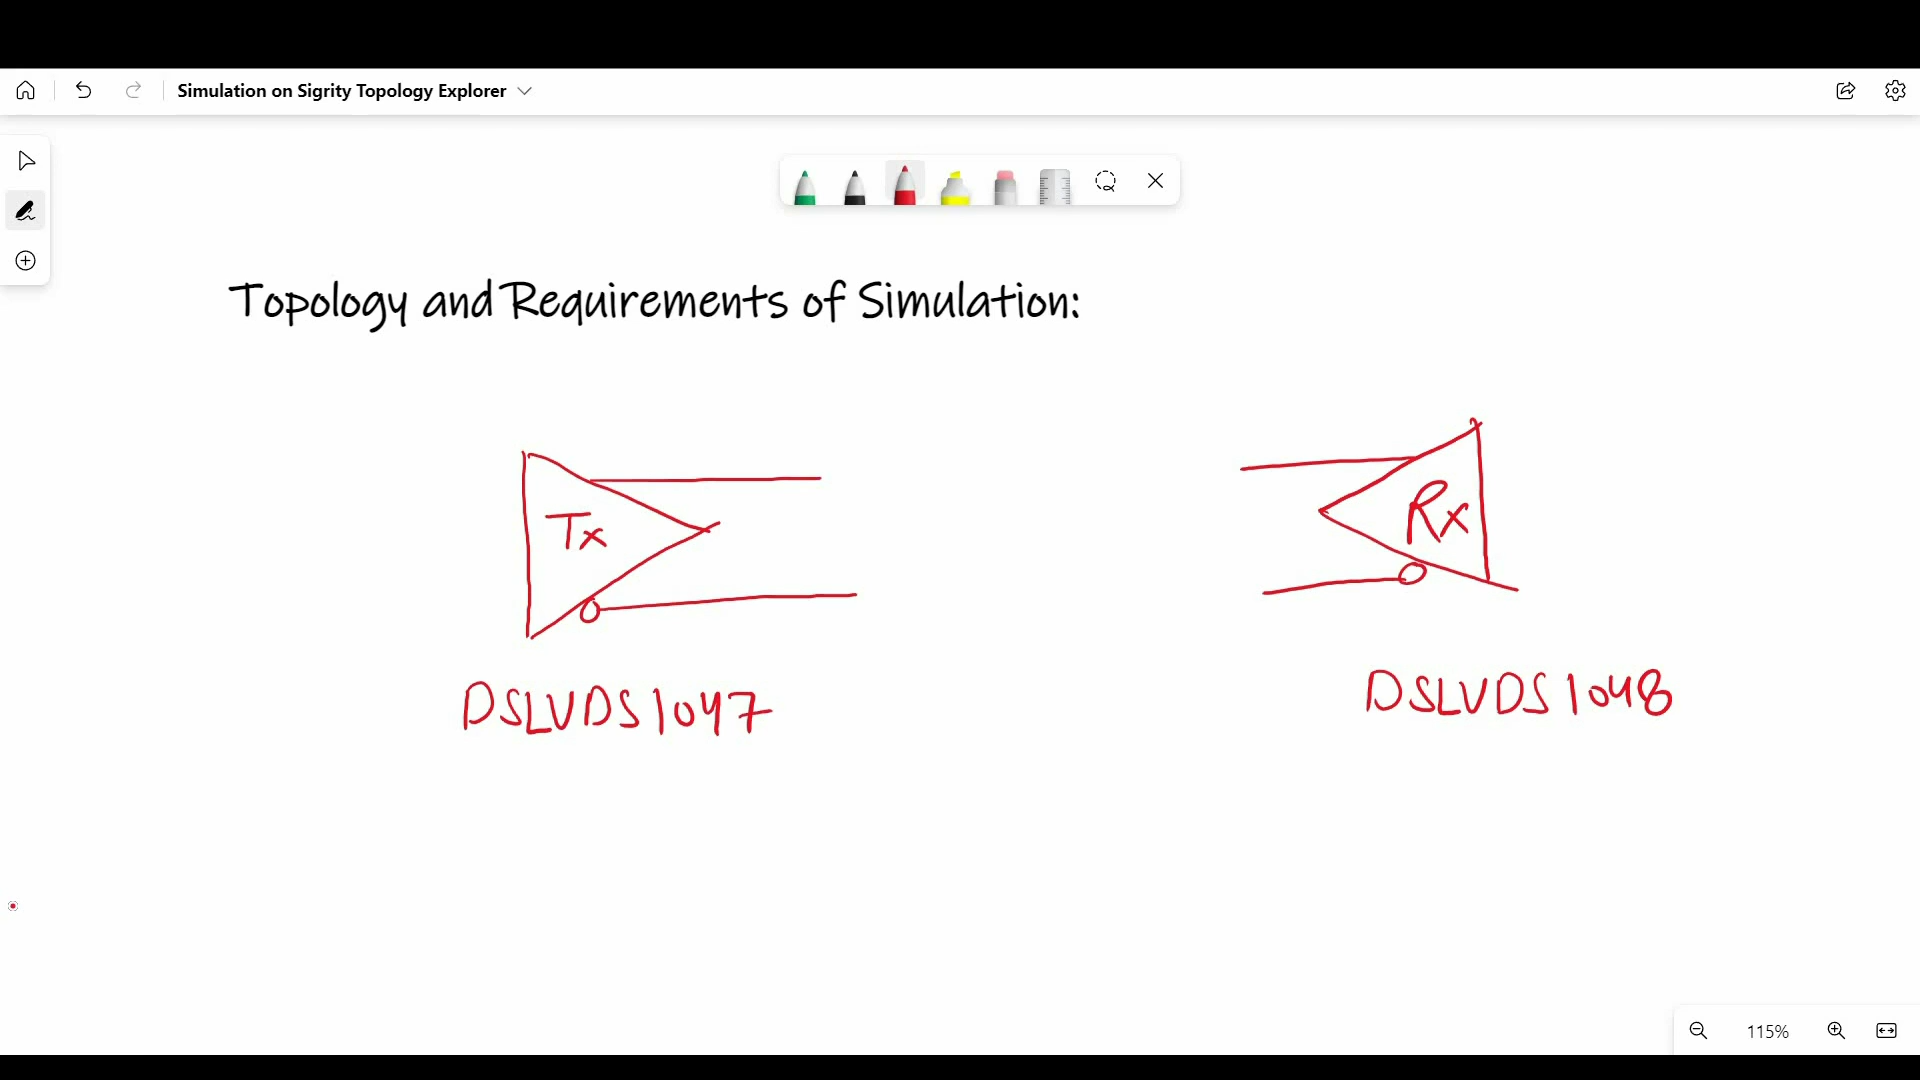 Simulation on Sigrity Topology Explorer
Topology and Requirements of Simulation:
Tx
Rx
DSLVDS1047
DSLVDS1048
115%